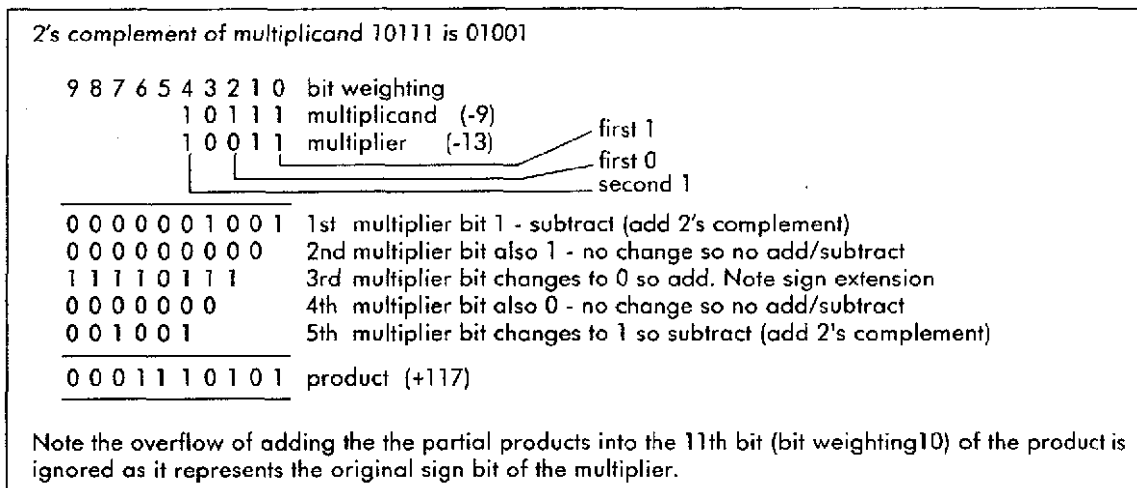 2's complement of multiplicand 10111 is 01001
9 8 7 6 5 4 3 2 1 0 bit weighting
1 0 1 1 1 multiplicand (-9)
1 0 0 1 1 multiplier (-13)
first 1
first 0
second 1
0 0 0 0 0 0 1 0 0 1 1st multiplier bit 1 - subtract (add 2's complement)
0 0 0 0 0 0 0 0 0 2nd multiplier bit also 1 - no change so no add/subtract
1 1 1 1 0 1 1 1 3rd multiplier bit changes to 0 so add. Note sign extension
0 0 0 0 0 0 0 4th multiplier bit also 0 - no change so no add/subtract
0 0 1 0 0 1 5th multiplier bit changes to 1 so subtract (add 2's complement)
0 0 0 1 1 1 0 1 0 1 product (+117)
Note the overflow of adding the the partial products into the 11th bit (bit weighting10) of the product is
ignored as it represents the original sign bit of the multiplier.